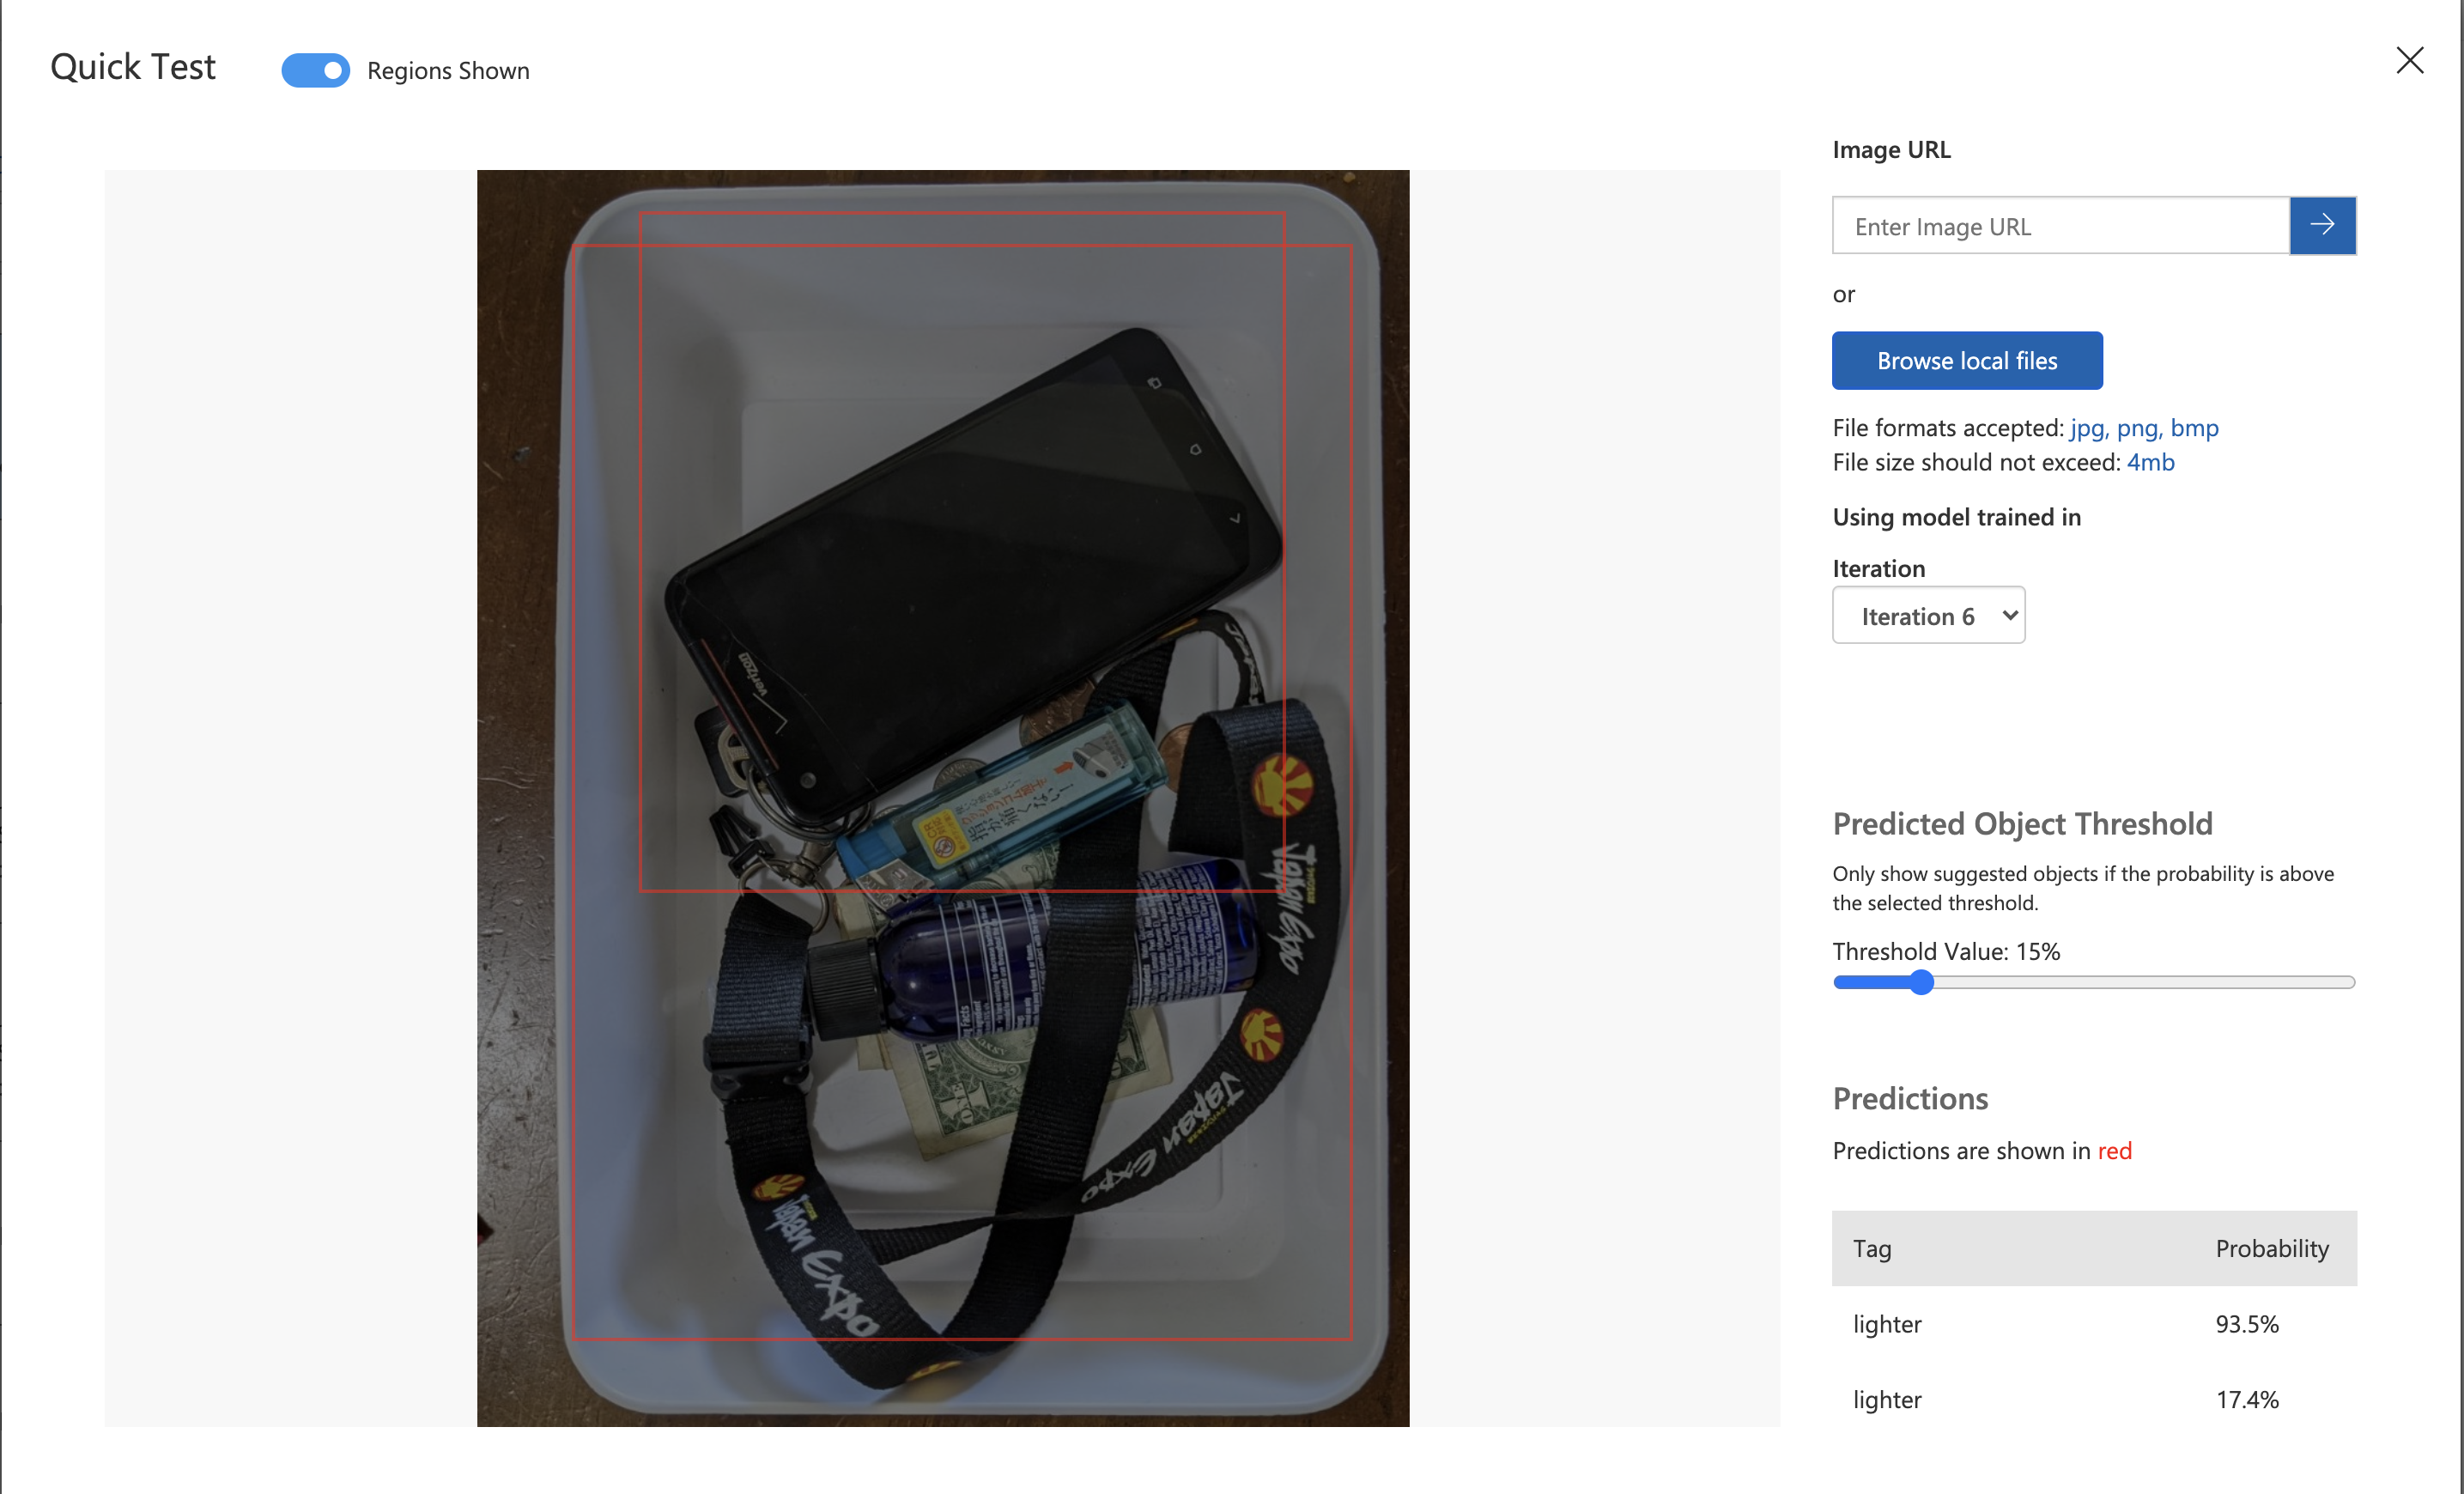 Quick Test
Regions Shown
Image URL
Enter Image URL
or
Browse local files
File formats accepted: jpg, png, bmp
File size should not exceed: 4mb
Using model trained in
Iteration
Iteration 6
Predicted Object Threshold
Only show suggested objects if the probability is above
the selected threshold.
Threshold Value: 15%
Predictions
Predictions are shown in red
Tag Probability
lighter 93.5%
lighter 17.4%
verizon
CR
Japan Expo
Facts
ONE
Japan Expo
Japan Expo